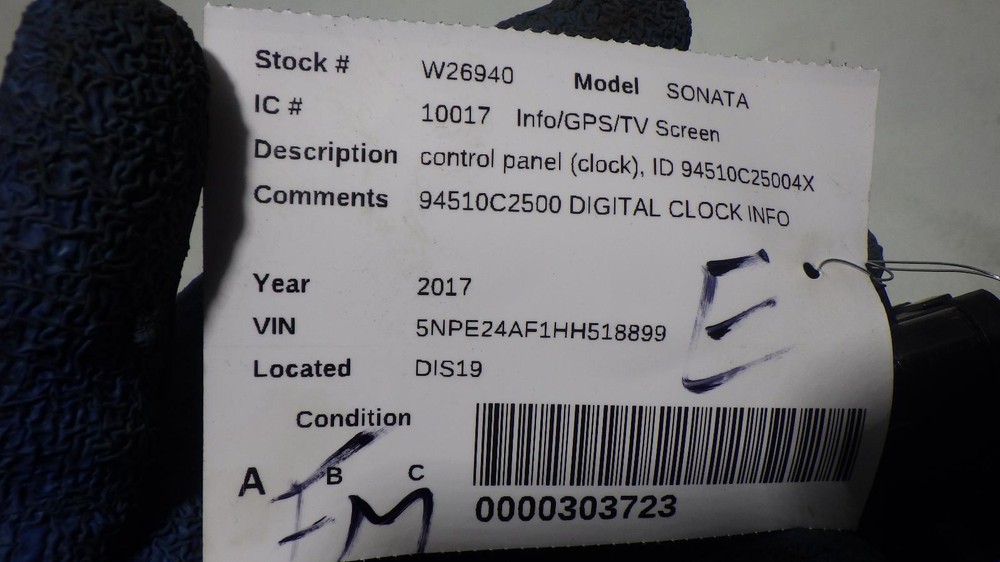 Stock # W26940 Model SONATA
IC # 10017 Info/GPS/TV Screen
Description control panel (clock), ID 94510C25004X
Comments 94510C2500 DIGITAL CLOCK INFO
Year 2017
VIN 5NPE24AF1HH518899
Located DIS19
E
Condition
A B C
FM
0000303723